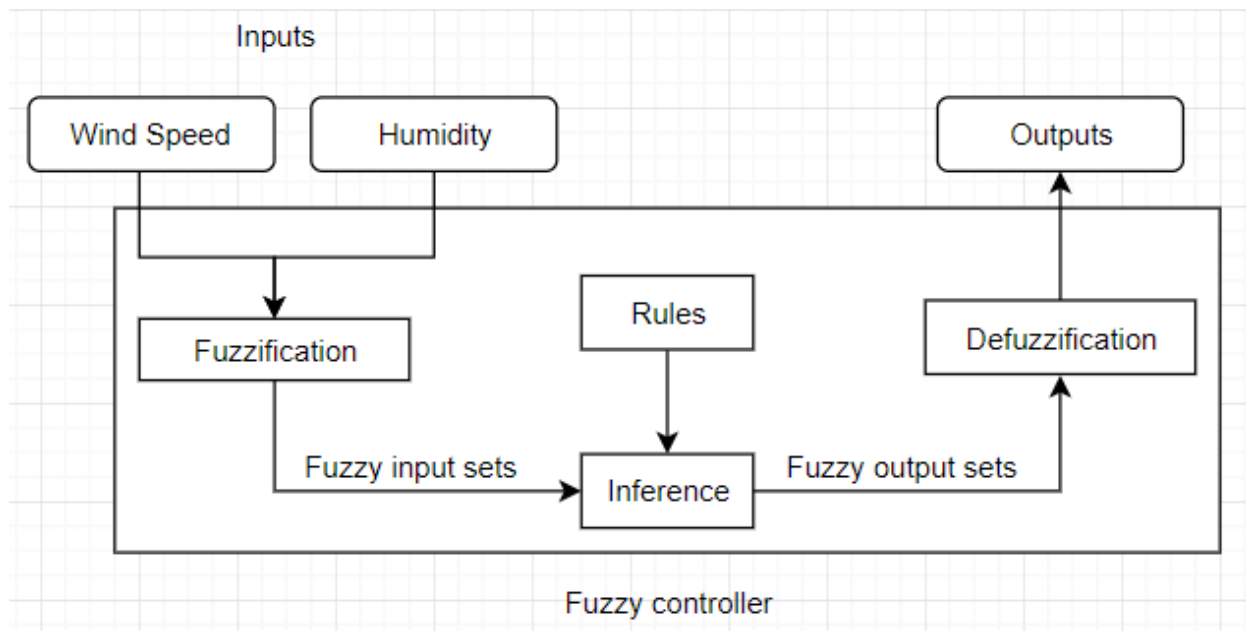 Inputs
Wind Speed
Humidity
Outputs
Rules
Fuzzification
Defuzzification
Fuzzy input sets
Inference
Fuzzy output sets
Fuzzy controller